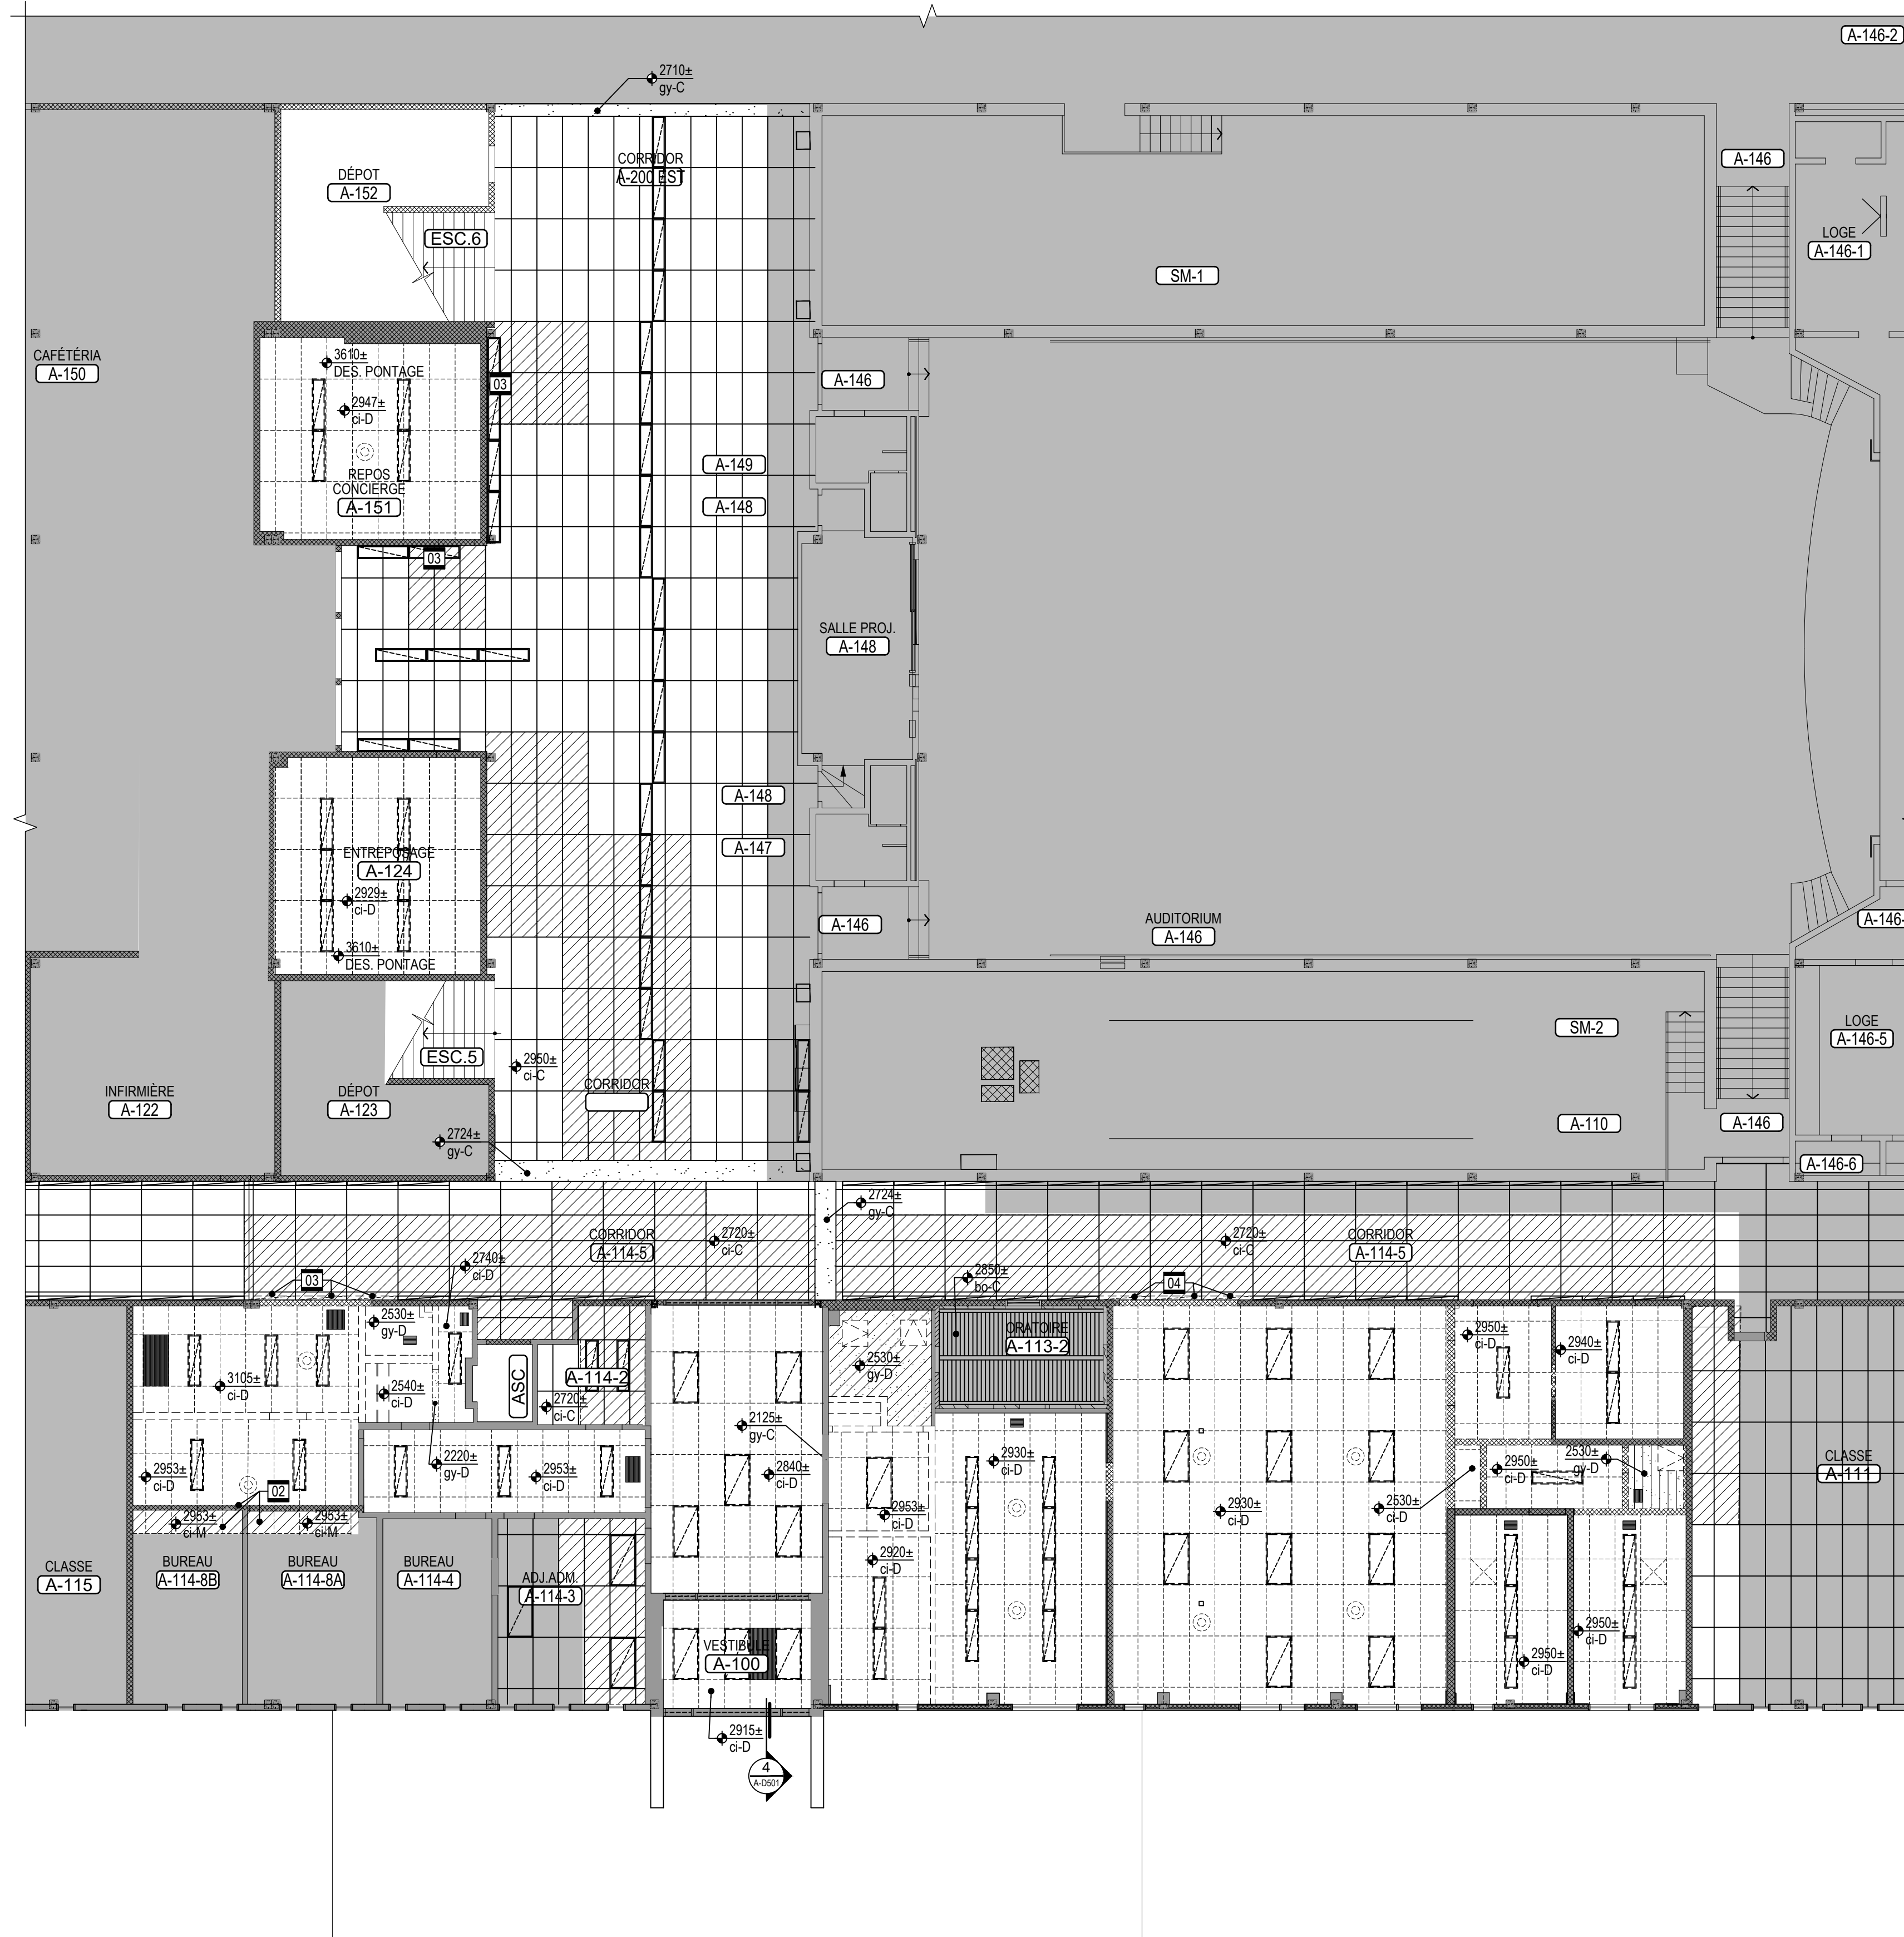 A-146-2
2710±
gy-C
CORRIDOR
A-200 EST
DÉPOT
A-152
A-146
ESC.6
LOGE
A-146-1
SM-1
CAFÉTÉRIA
A-150
3610±
DES. PONTAGE
03
A-146
2947±
ci-D
A-149
REPOS
CONCIERGE
A-151
A-148
03
SALLE PROJ.
A-148
A-148
A-147
ENTREPOSAGE
A-124
2929±
ci-D
A-146
AUDITORIUM
A-146
A-146-
3610±
DES. PONTAGE
SM-2
LOGE
A-146-5
ESC.5
2950±
ci-C
CORRIDOR
INFIRMIÈRE
A-122
DÉPOT
A-123
A-110
A-146
2724±
gy-C
A-146-6
2724±
gy-C
CORRIDOR
A-114-5
2720±
ci-C
2720±
ci-C
CORRIDOR
A-114-5
2740±
ci-D
03
2850±
bo-C
04
2530±
gy-D
ORATOIRE
A-113-2
2950±
ci-D
2940±
ci-D
3105±
ci-D
2540±
ci-D
ASC
A-114-2
2720±
ci-C
2530±
gy-D
2125±
gy-C
2220±
gy-D
2953±
ci-D
2953±
ci-D
2840±
ci-D
2930±
ci-D
2950±
ci-D
2530±
gy-D
CLASSE
A-111
02
2953±
ci-M
2953±
ci-M
2953±
ci-D
2930±
ci-D
2530±
ci-D
CLASSE
A-115
BUREAU
A-114-8B
BUREAU
A-114-8A
BUREAU
A-114-4
ADJ.ADM.
A-114-3
2920±
ci-D
VESTIBULE
A-100
2950±
ci-D
2950±
ci-D
2915±
ci-D
4
A-D501